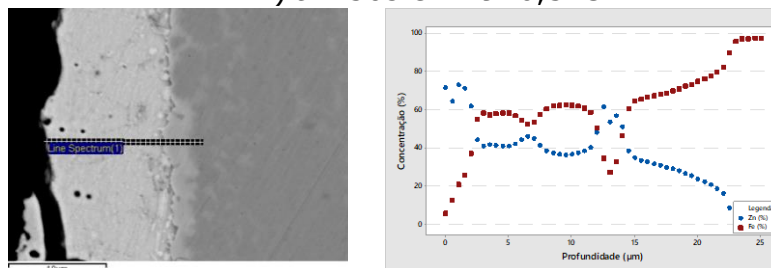 Line Spectrum(1)
100
80
60
40
20
0
Concentração (%)
0
5
10
15
20
25
Profundidade (µm)
Legend
Zn (%)
Fe (%)